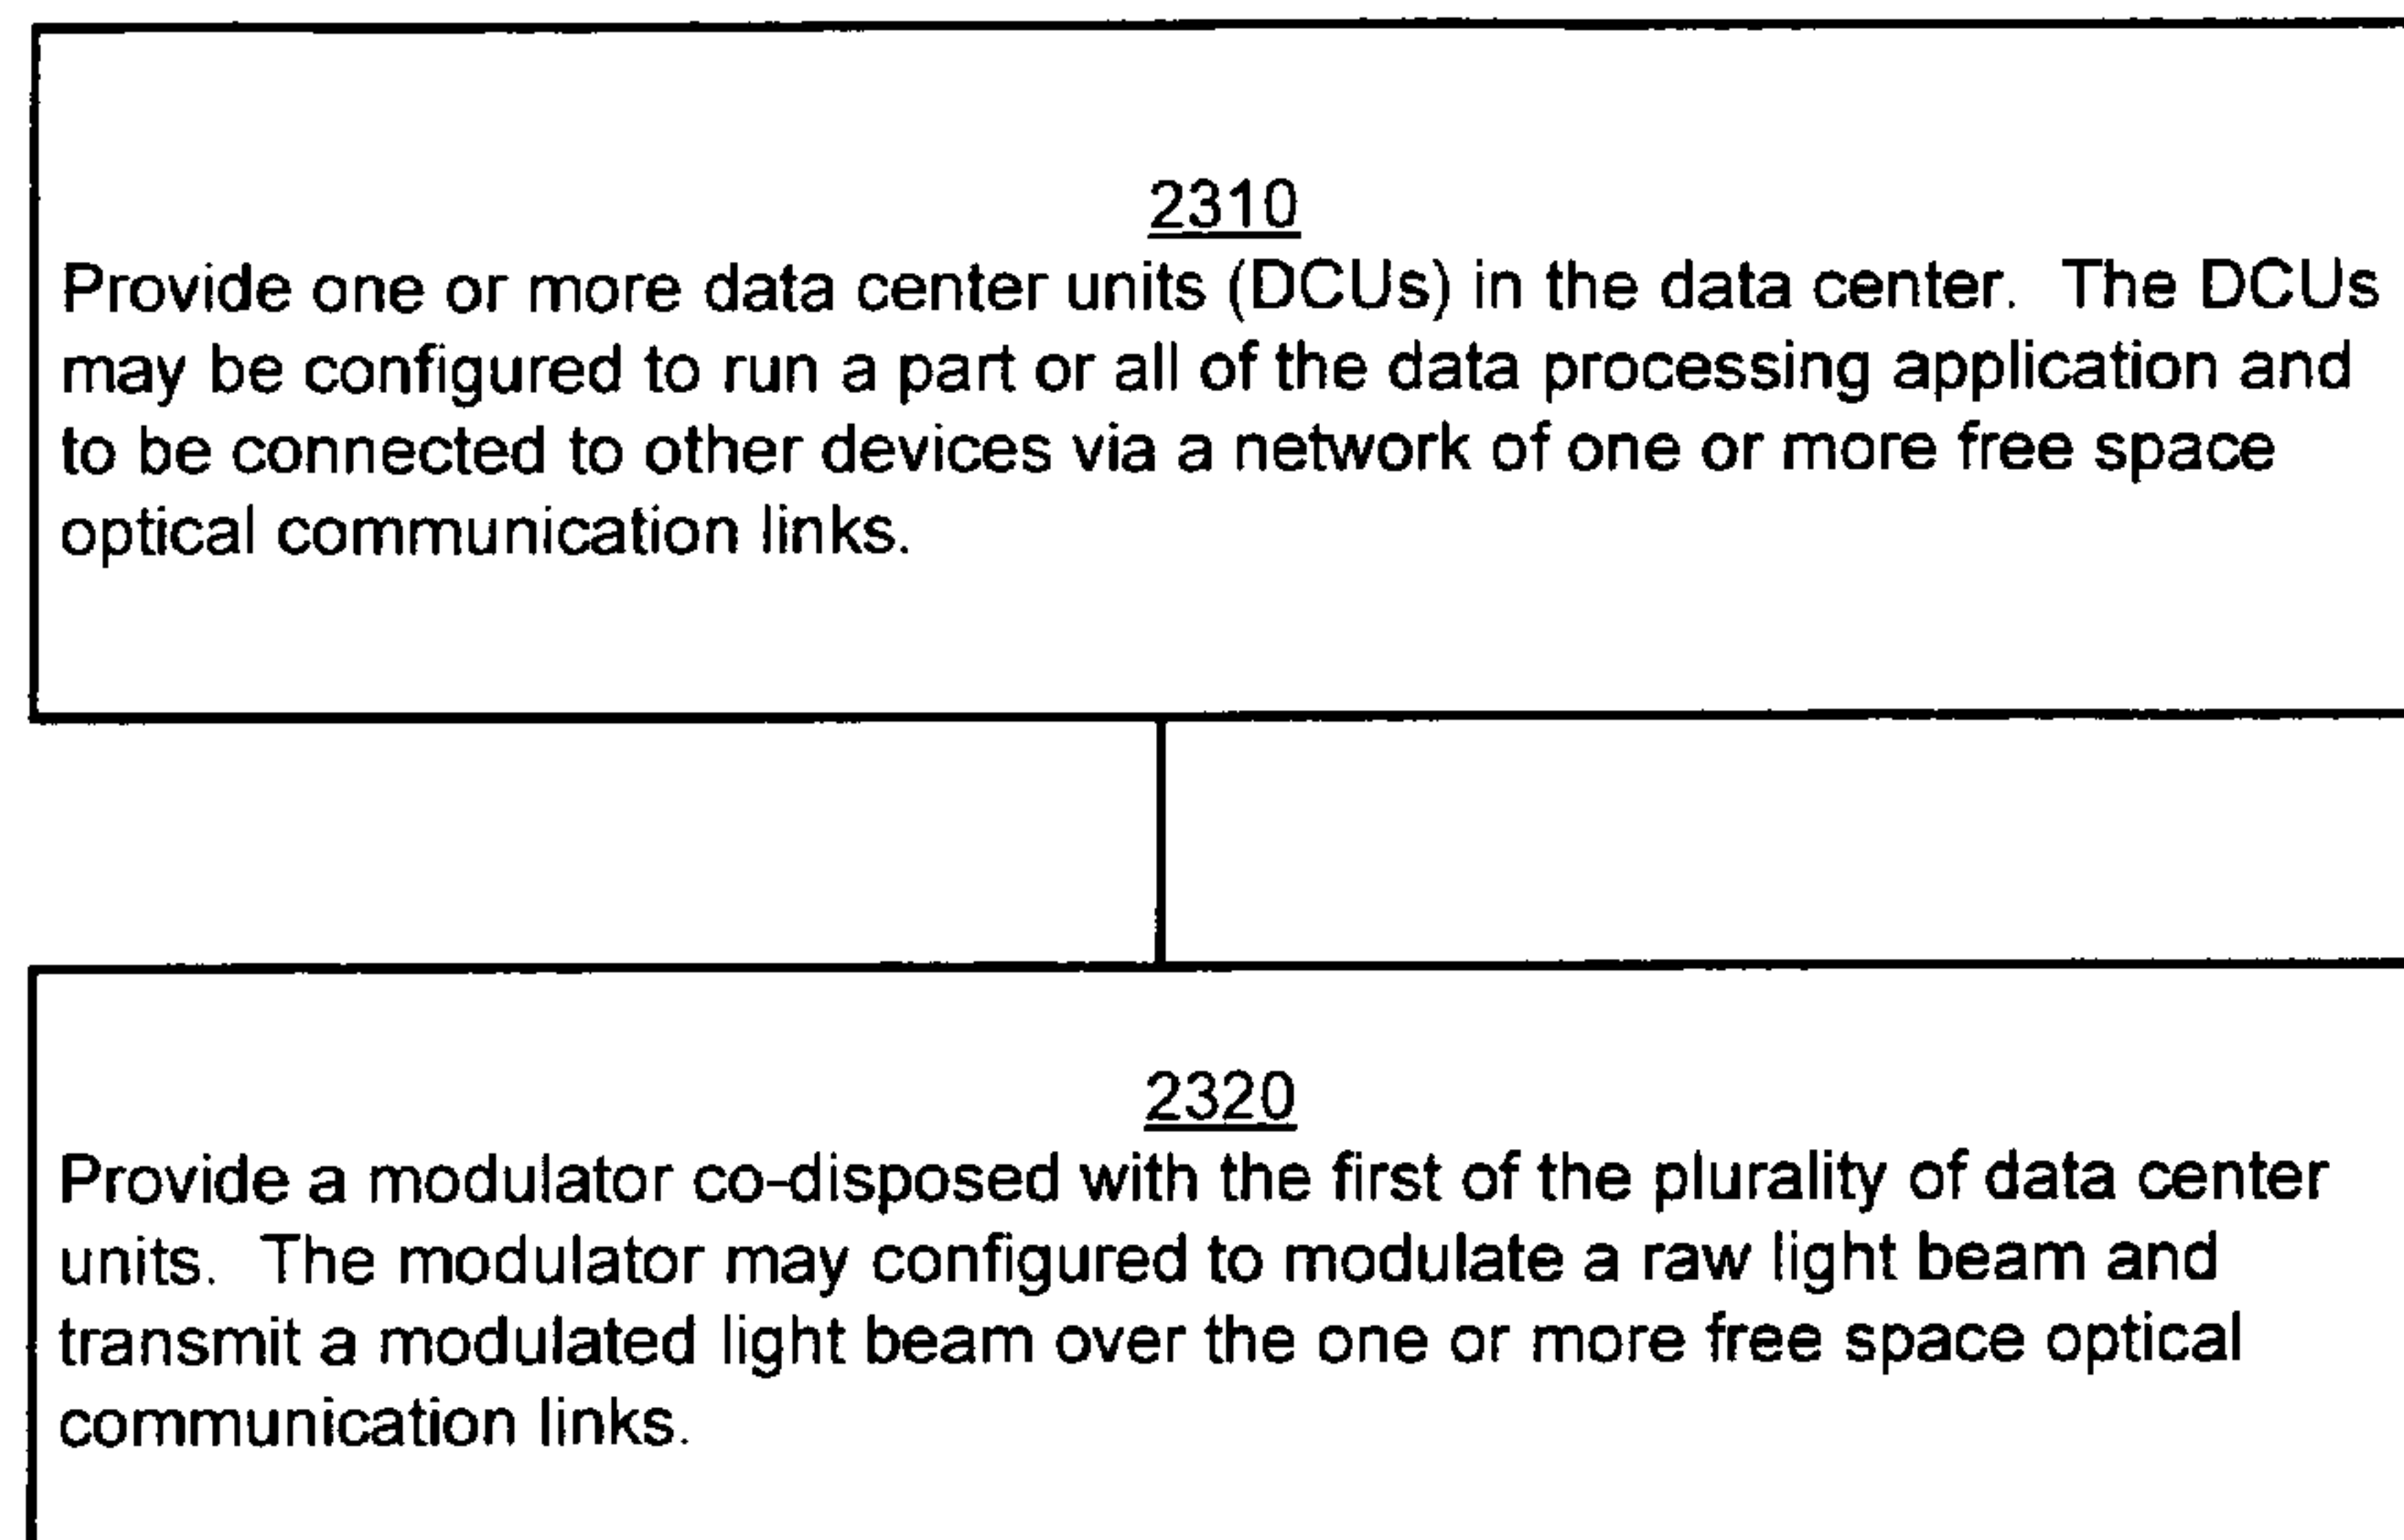 2310
Provide one or more data center units (DCUs) in the data center. The DCUs
may be configured to run a part or all of the data processing application and
to be connected to other devices via a network of one or more free space
optical communication links.
2320
Provide a modulator co-disposed with the first of the plurality of data center
units. The modulator may configured to modulate a raw light beam and
transmit a modulated light beam over the one or more free space optical
communication links.